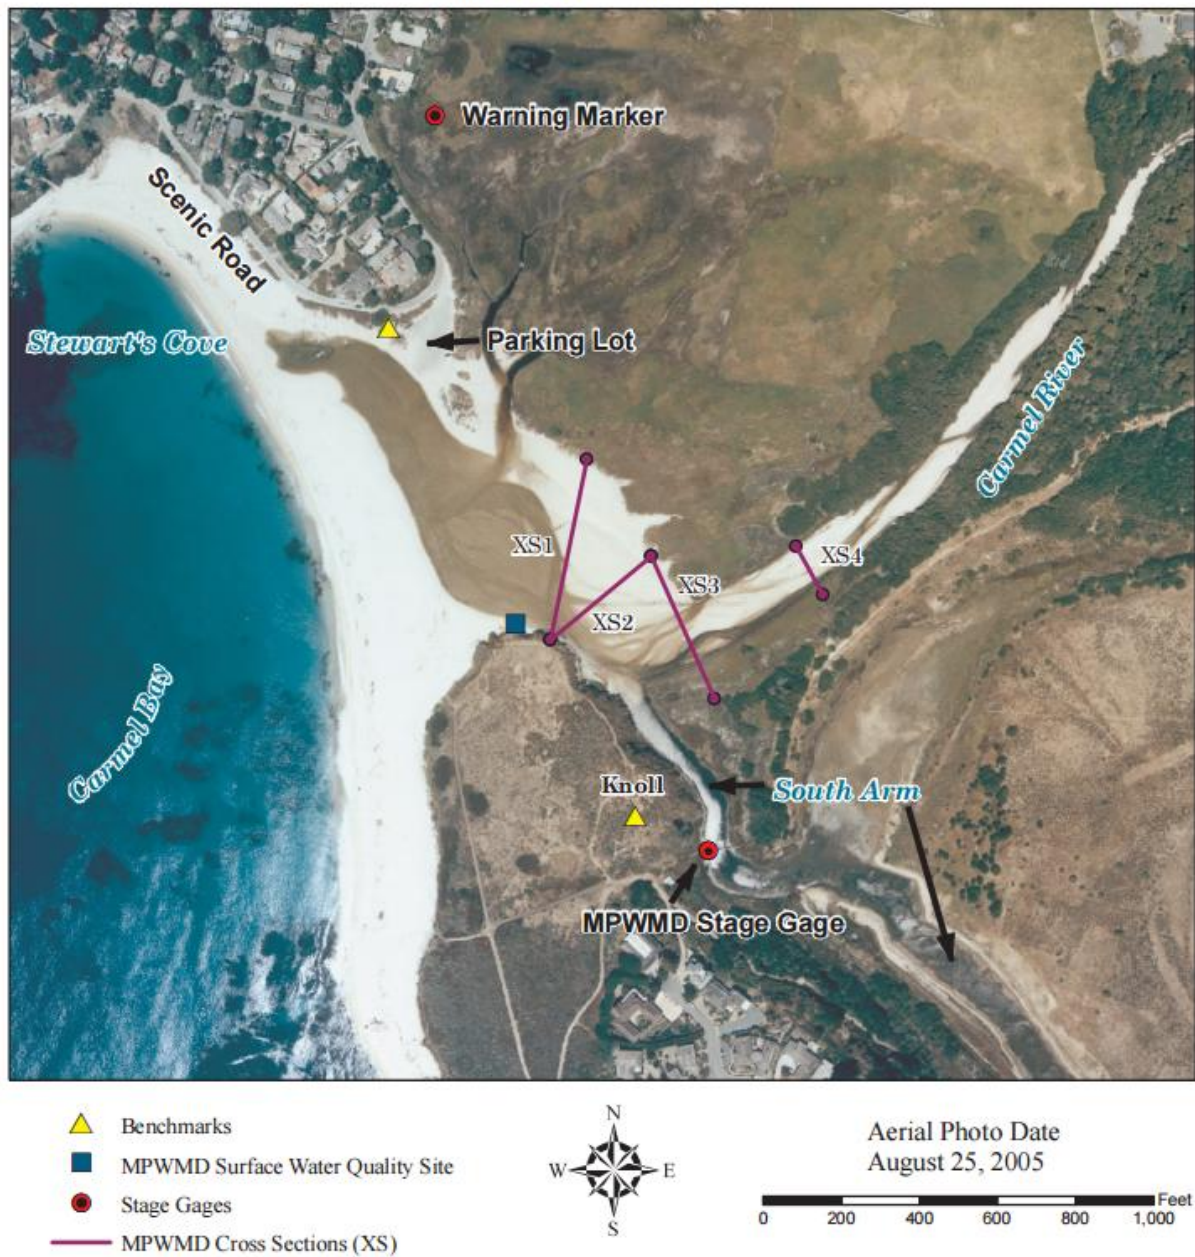 Warning Marker
Scenic Road
Stewart's Cove
Parking Lot
Carmel River
XS1
XS4
XS3
XS2
Carmel Bay
Knoll
South Arm
MPWMD Stage Gage
Benchmarks
MPWMD Surface Water Quality Site
Stage Gages
MPWMD Cross Sections (XS)
N
W
E
S
Aerial Photo Date
August 25, 2005
Feet
0 200 400 600 800 1,000